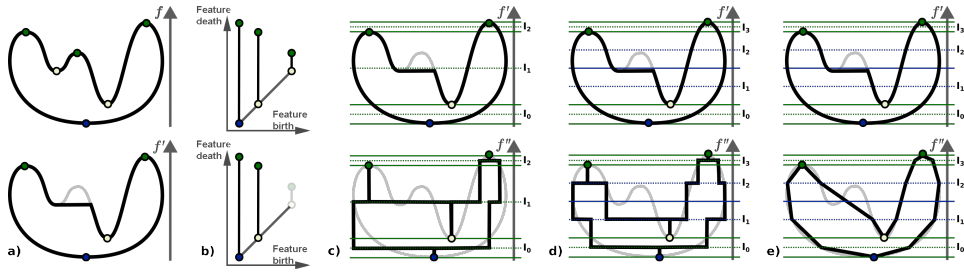 f
Feature
death
Feature
birth
f'
I₂
I₁
I₀
f'
I₃
I₂
I₁
I₀
f'
I₃
I₂
I₁
I₀
f'
Feature
death
Feature
birth
f''
I₂
I₁
I₀
f''
I₃
I₂
I₁
I₀
f''
I₃
I₂
I₁
I₀
a)
b)
c)
d)
e)